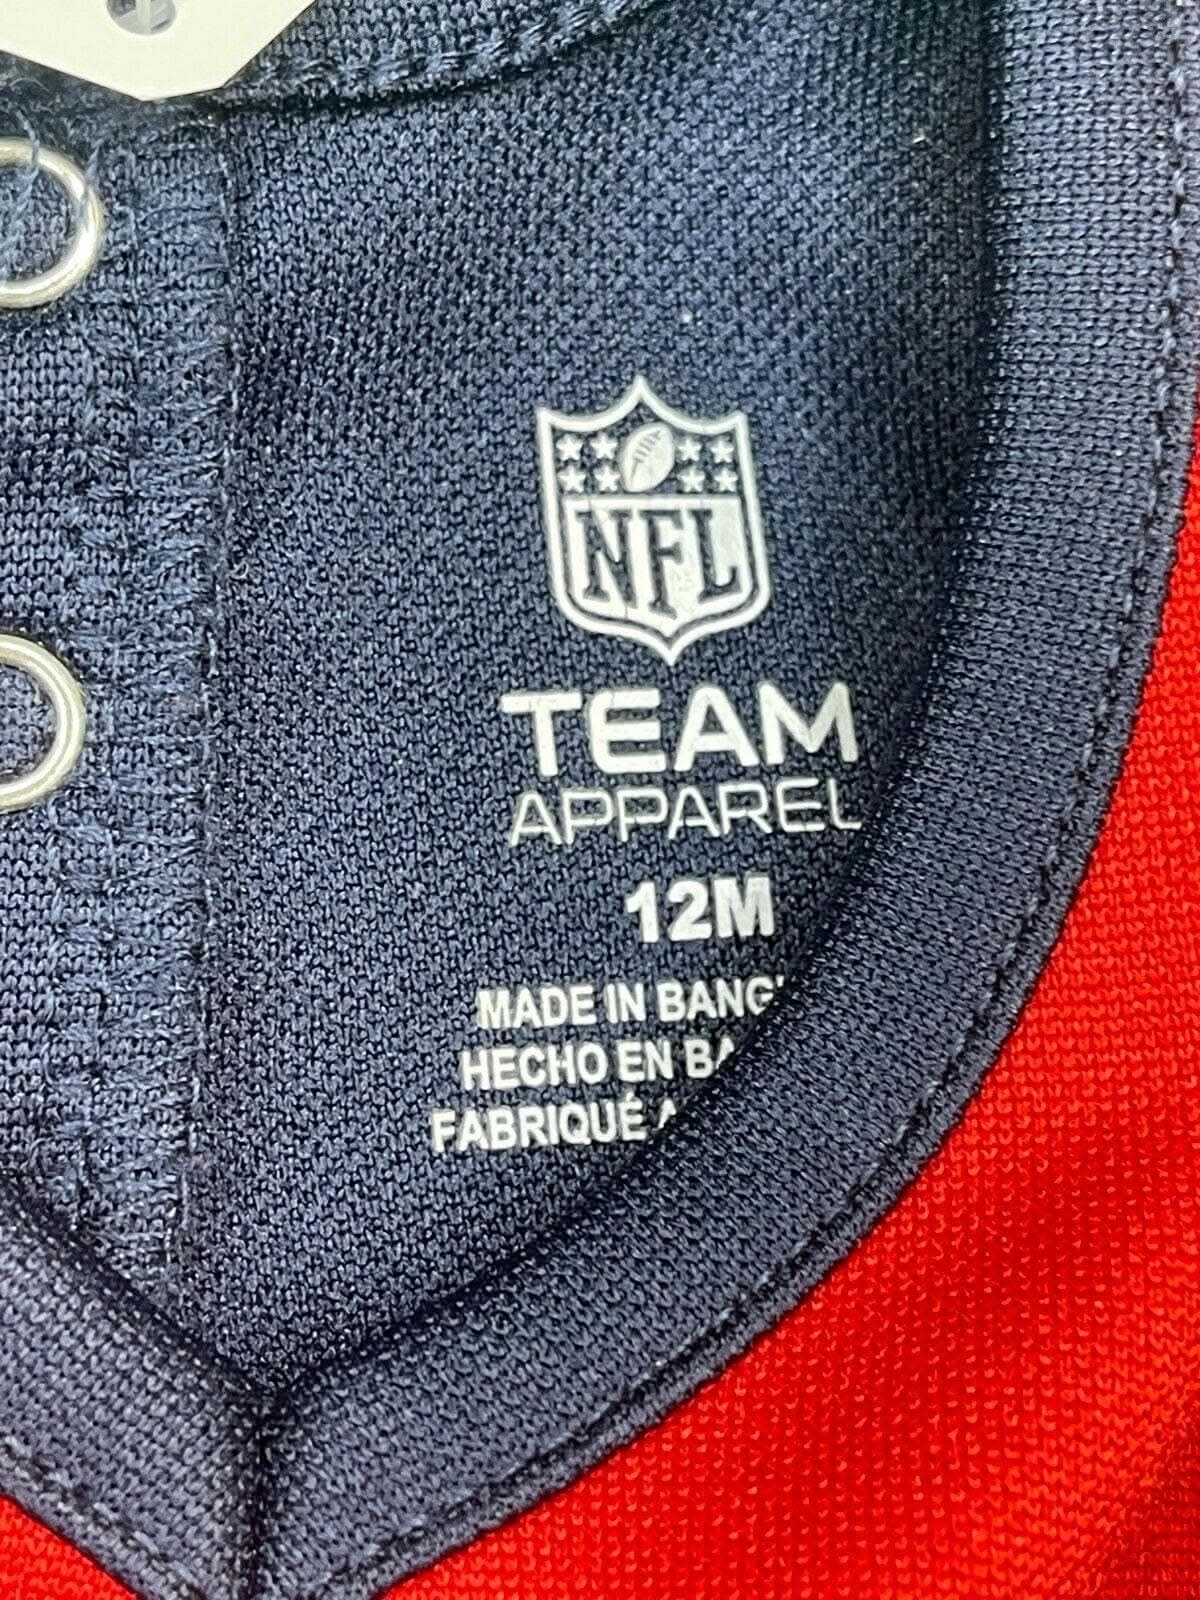 NFL
TEAM
APPAREL
12M
MADE IN BANG
HECHO EN BA
FABRIQUÉ A